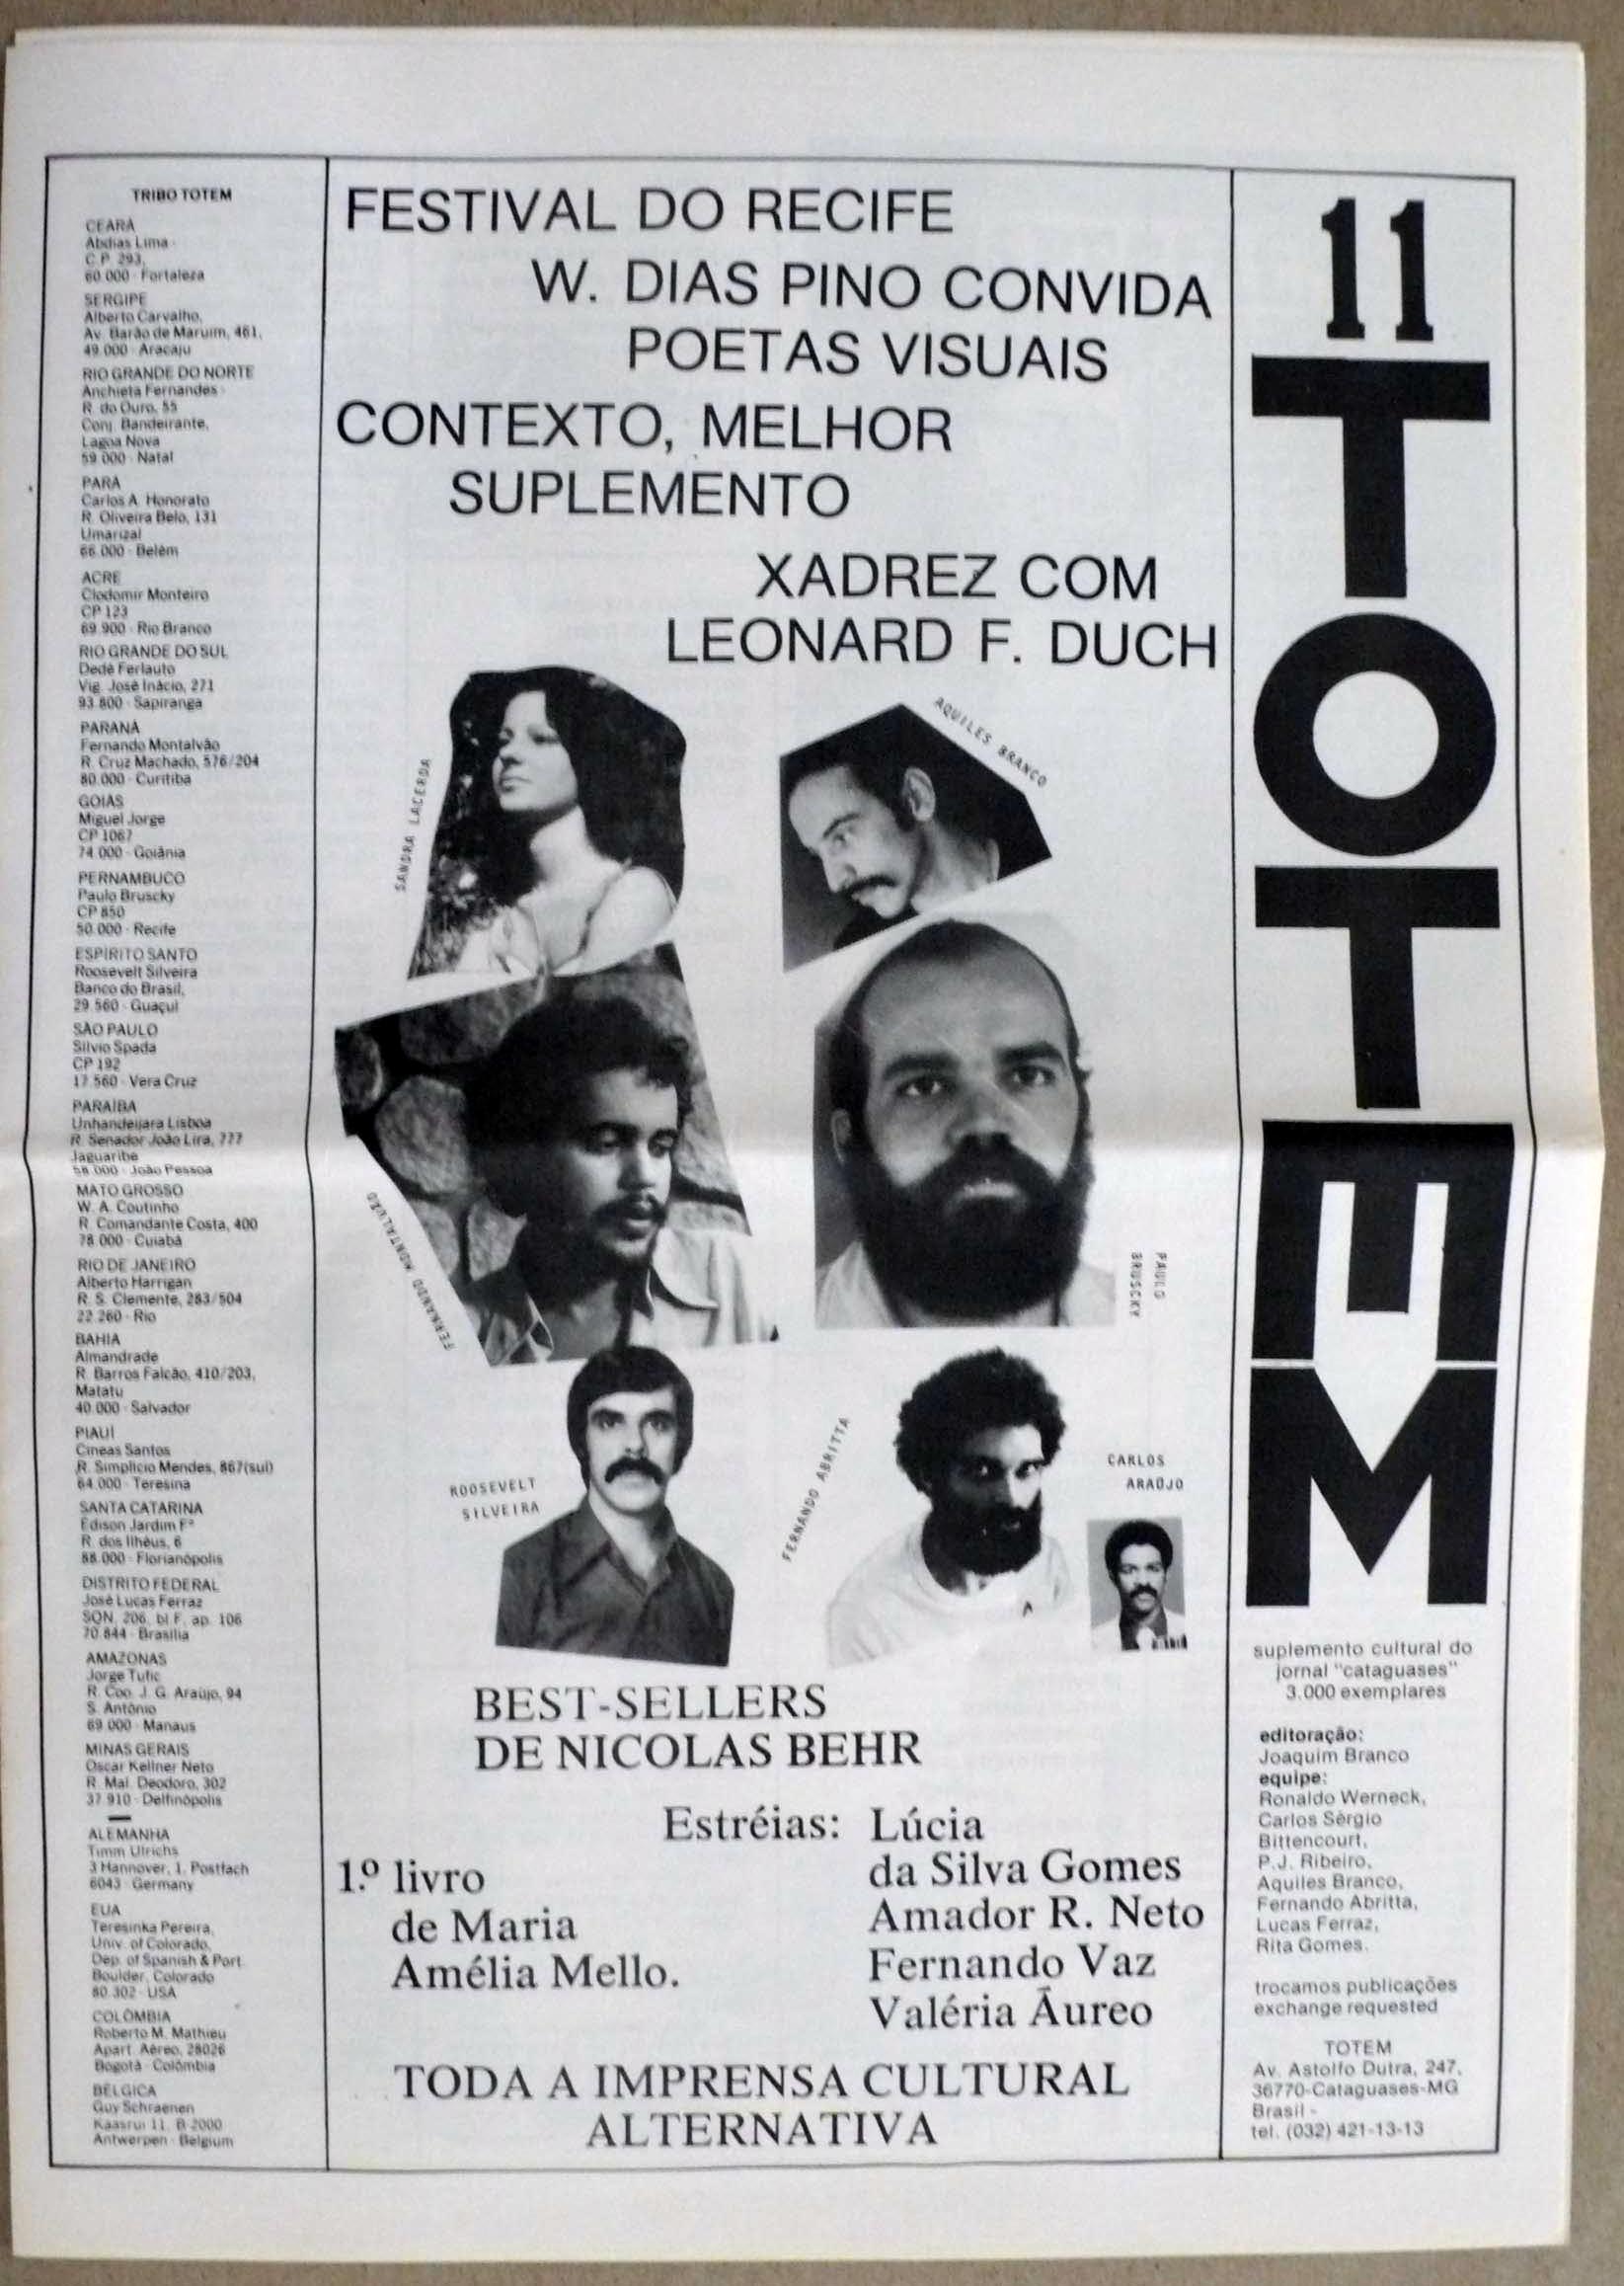 TRIBO TOTEM
CEARÁ
Abdias Lima -
C.P. 293,
60.000 - Fortaleza
SERGIPE
Alberto Carvalho,
Av. Barão de Maruim, 461,
49.000 - Aracaju
RIO GRANDE DO NORTE
Anchieta Fernandes -
R. do Ouro, 55
Conj. Bandeirante,
Lagoa Nova
59.000 - Natal
PARÁ
Carlos A. Honorato
R. Oliveira Belo, 131
Umarizal
66.000 - Belém
ACRE
Clodomir Monteiro
CP 123
69.900 - Rio Branco
RIO GRANDE DO SUL
Dedé Ferlauto
Vig. José Inácio, 271
93.800 - Sapiranga
PARANÁ
Fernando Montalvão
R. Cruz Machado, 576/204
80.000 - Curitiba
GOIÁS
Miguel Jorge
CP 1067
74.000 - Goiânia
PERNAMBUCO
Paulo Bruscky
CP 850
50.000 - Recife
ESPÍRITO SANTO
Roosevelt Silveira
Banco do Brasil,
29.560 - Guaçuí
SÃO PAULO
Silvio Spada
CP 192
17.560 - Vera Cruz
PARAÍBA
Unhandeijara Lisboa
R. Senador João Lira, 777
Jaguaribe
58.000 - João Pessoa
MATO GROSSO
W. A. Coutinho
R. Comandante Costa, 400
78.000 - Cuiabá
RIO DE JANEIRO
Alberto Harrigan
R. S. Clemente, 283/504
22.260 - Rio
BAHIA
Almandrade
R. Barros Falcão, 410/203,
Matatu
40.000 - Salvador
PIAUÍ
Cineas Santos
R. Simplício Mendes, 867(sul)
64.000 - Teresina
SANTA CATARINA
Edison Jardim Fº
R. dos Ilhéus, 6
88.000 - Florianópolis
DISTRITO FEDERAL
José Lucas Ferraz
SQN. 206, bl F, ap. 106
70.844 - Brasília
AMAZONAS
Jorge Tufic
R. Coo. J. G. Araújo, 94
S. Antônio
69.000 - Manaus
MINAS GERAIS
Oscar Kellner Neto
R. Mal. Deodoro, 302
37.910 - Delfinópolis
ALEMANHA
Timm Ulrichs
3 Hannover, 1, Postfach
6043 - Germany
EUA
Teresinka Pereira,
Univ. of Colorado,
Dep. of Spanish & Port.
Boulder, Colorado
80.302 - USA
COLÔMBIA
Roberto M. Mathieu
Apart. Aéreo, 28026
Bogotá - Colômbia
BÉLGICA
Guy Schraenen
Kaasrui 11, B-2000
Antwerpen - Belgium
FESTIVAL DO RECIFE
W. DIAS PINO CONVIDA
POETAS VISUAIS
CONTEXTO, MELHOR
SUPLEMENTO
XADREZ COM
LEONARD F. DUCH
SANDRA LACERDA
AQUILES BRANCO
FERNANDO MONTALVÃO
PAULO
BRUSCKY
ROOSEVELT
SILVEIRA
FERNANDO ABRITTA
CARLOS
ARAÚJO
BEST-SELLERS
DE NICOLAS BEHR
Estréias: Lúcia
da Silva Gomes
Amador R. Neto
Fernando Vaz
Valéria Áureo
1.º livro
de Maria
Amélia Mello.
TODA A IMPRENSA CULTURAL
ALTERNATIVA
11
TOTEM
suplemento cultural do
jornal "cataguases"
3.000 exemplares
editoração:
Joaquim Branco
equipe:
Ronaldo Werneck,
Carlos Sérgio
Bittencourt,
P.J. Ribeiro,
Aquiles Branco,
Fernando Abritta,
Lucas Ferraz,
Rita Gomes.
trocamos publicações
exchange requested
TOTEM
Av. Astolfo Dutra, 247,
36770-Cataguases-MG
Brasil -
tel. (032) 421-13-13